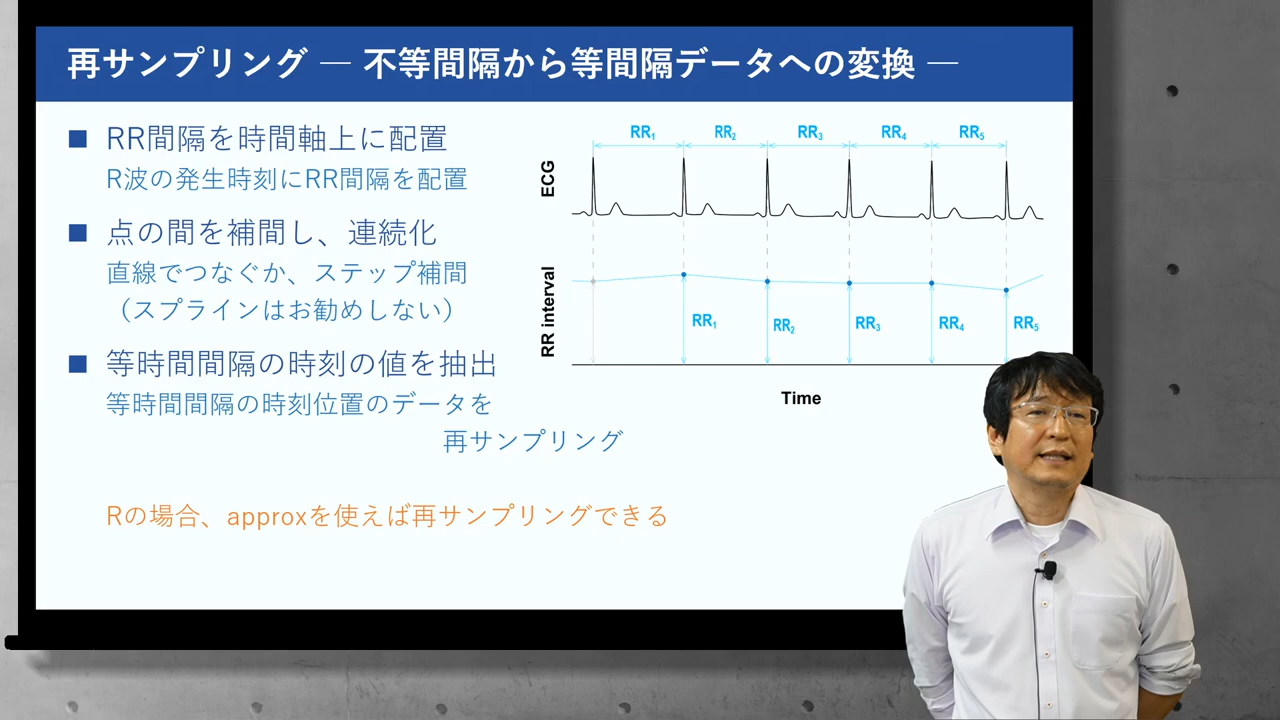 再サンプリング — 不等間隔から等間隔データへの変換 —
■ RR間隔を時間軸上に配置
R波の発生時刻にRR間隔を配置
■ 点の間を補間し、連続化
直線でつなぐか、ステップ補間
（スプラインはお勧めしない）
■ 等時間間隔の時刻の値を抽出
等時間間隔の時刻位置のデータを
再サンプリング
Rの場合、approxを使えば再サンプリングできる
RR₁ RR₂ RR₃ RR₄ RR₅
ECG
RR interval
RR₁ RR₂ RR₃ RR₄ RR₅
Time